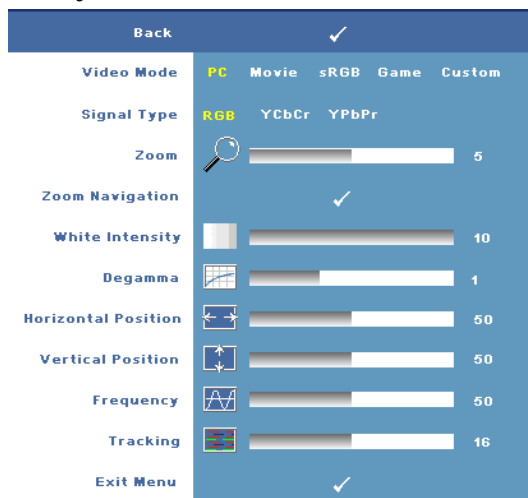 Back
Video Mode PC Movie sRGB Game Custom
Signal Type RGB YCbCr YPbPr
Zoom 5
Zoom Navigation
White Intensity 10
Degamma 1
Horizontal Position 50
Vertical Position 50
Frequency 50
Tracking 16
Exit Menu